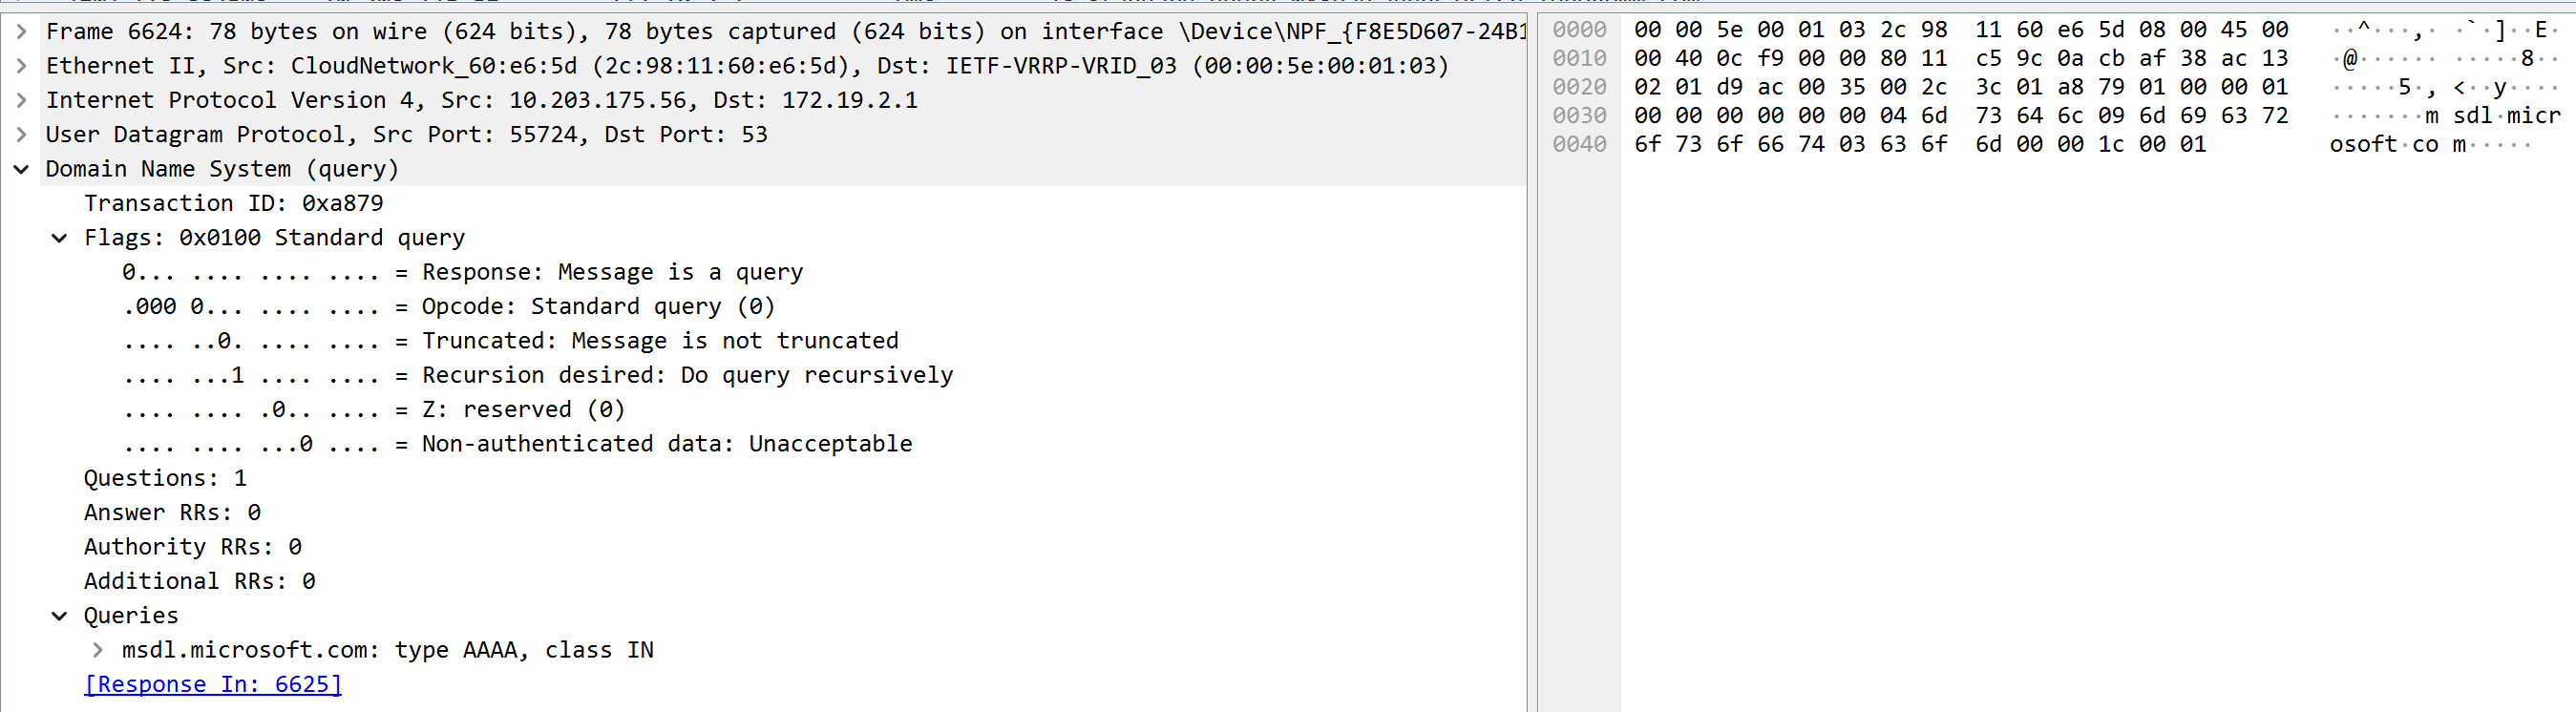 Frame 6624: 78 bytes on wire (624 bits), 78 bytes captured (624 bits) on interface \Device\NPF_{F8E5D607-24B1
Ethernet II, Src: CloudNetwork_60:e6:5d (2c:98:11:60:e6:5d), Dst: IETF-VRRP-VRID_03 (00:00:5e:00:01:03)
Internet Protocol Version 4, Src: 10.203.175.56, Dst: 172.19.2.1
User Datagram Protocol, Src Port: 55724, Dst Port: 53
Domain Name System (query)
Transaction ID: 0xa879
Flags: 0x0100 Standard query
0... .... .... .... = Response: Message is a query
.000 0... .... .... = Opcode: Standard query (0)
.... ..0. .... .... = Truncated: Message is not truncated
.... ...1 .... .... = Recursion desired: Do query recursively
.... .... .0.. .... = Z: reserved (0)
.... .... ...0 .... = Non-authenticated data: Unacceptable
Questions: 1
Answer RRs: 0
Authority RRs: 0
Additional RRs: 0
Queries
msdl.microsoft.com: type AAAA, class IN
[Response In: 6625]
0000 00 00 5e 00 01 03 2c 98 11 60 e6 5d 08 00 45 00 ··^···,· ·`·]··E·
0010 00 40 0c f9 00 00 80 11 c5 9c 0a cb af 38 ac 13 ·@······ ·····8··
0020 02 01 d9 ac 00 35 00 2c 3c 01 a8 79 01 00 00 01 ·····5·, <··y····
0030 00 00 00 00 00 00 04 6d 73 64 6c 09 6d 69 63 72 ·······m sdl·micr
0040 6f 73 6f 66 74 03 63 6f 6d 00 00 1c 00 01 osoft·co m·····